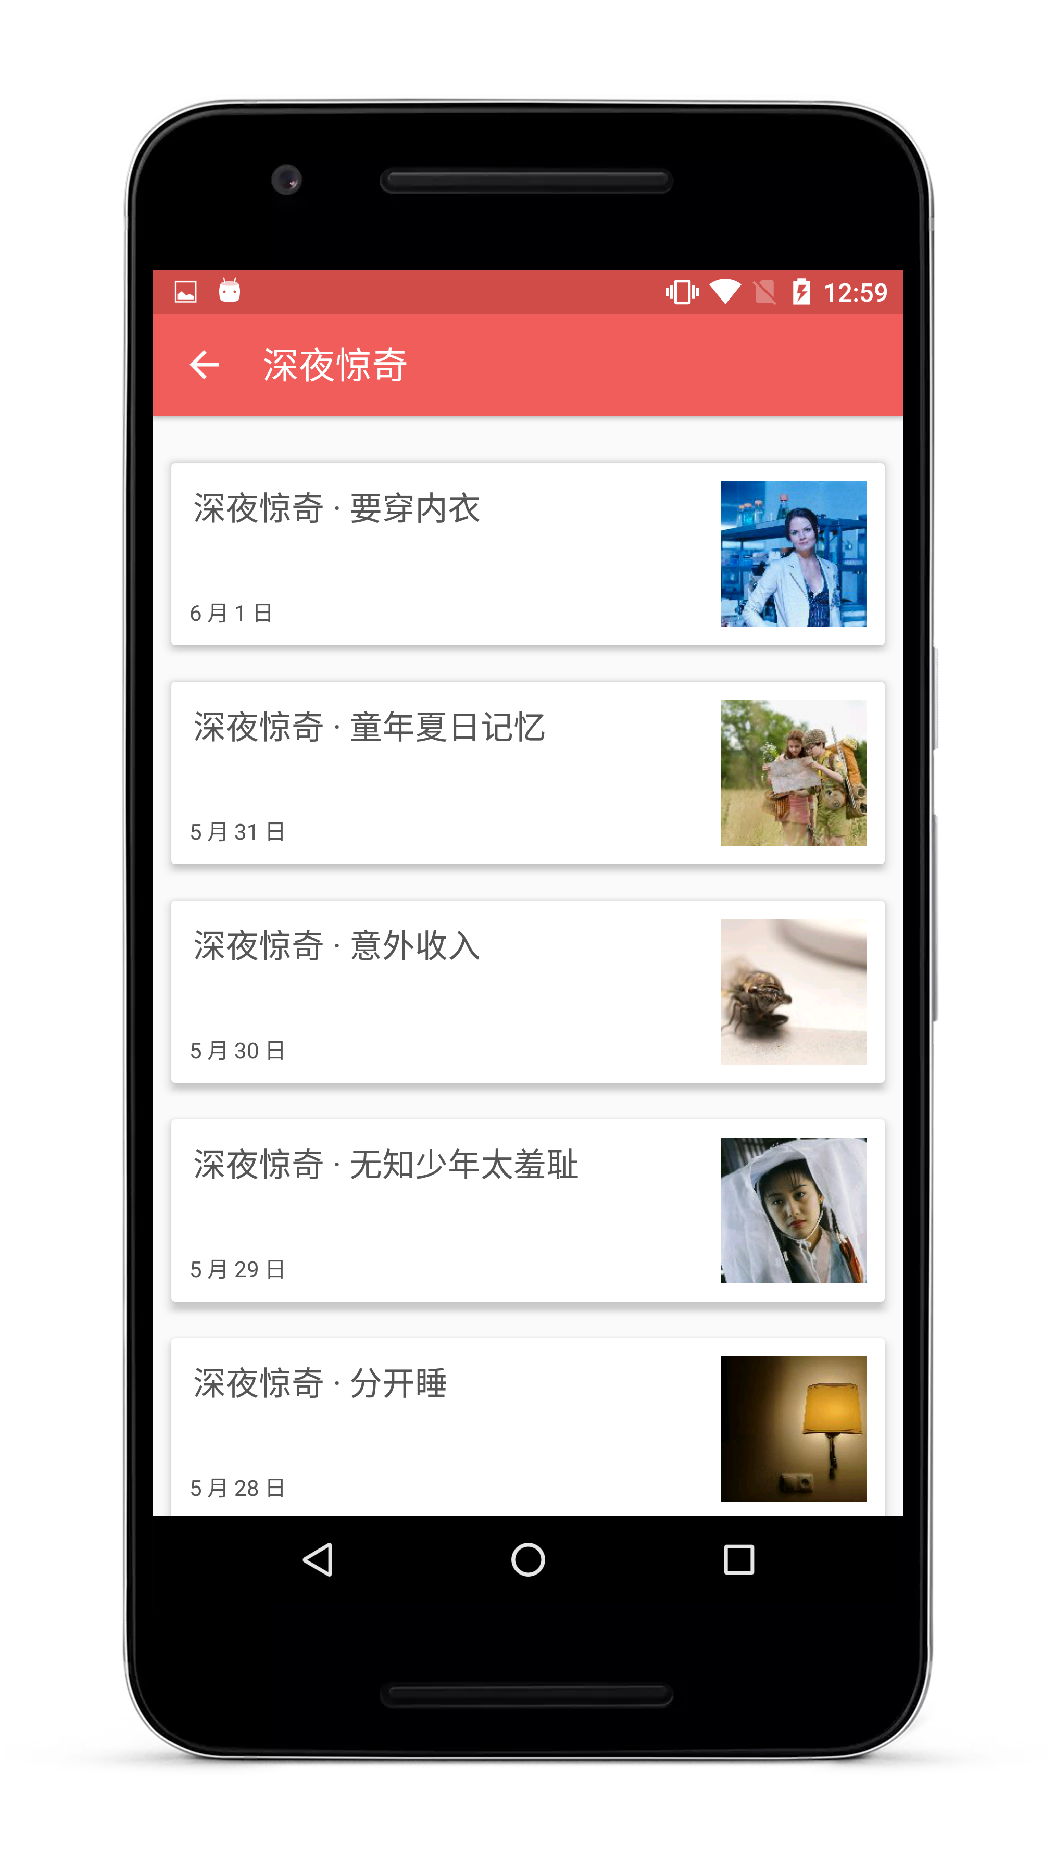 12:59
深夜惊奇
深夜惊奇 · 要穿内衣
6 月 1 日
深夜惊奇 · 童年夏日记忆
5 月 31 日
深夜惊奇 · 意外收入
5 月 30 日
深夜惊奇 · 无知少年太羞耻
5 月 29 日
深夜惊奇 · 分开睡
5 月 28 日